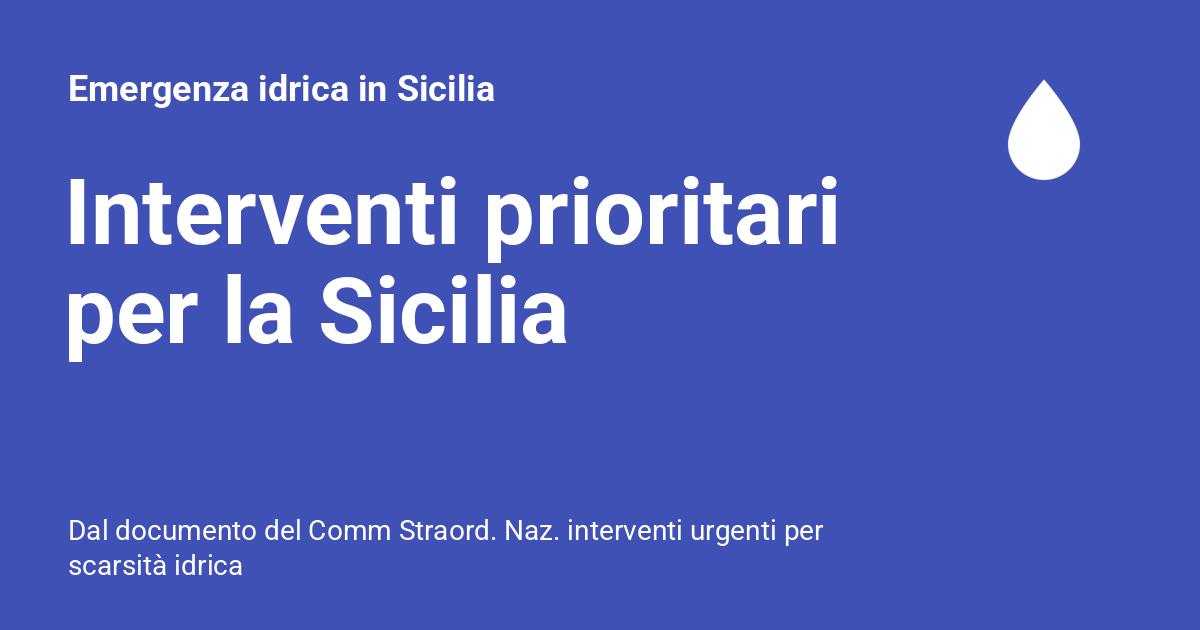 Emergenza idrica in Sicilia
Interventi prioritari
per la Sicilia
Dal documento del Comm Straord. Naz. interventi urgenti per
scarsità idrica